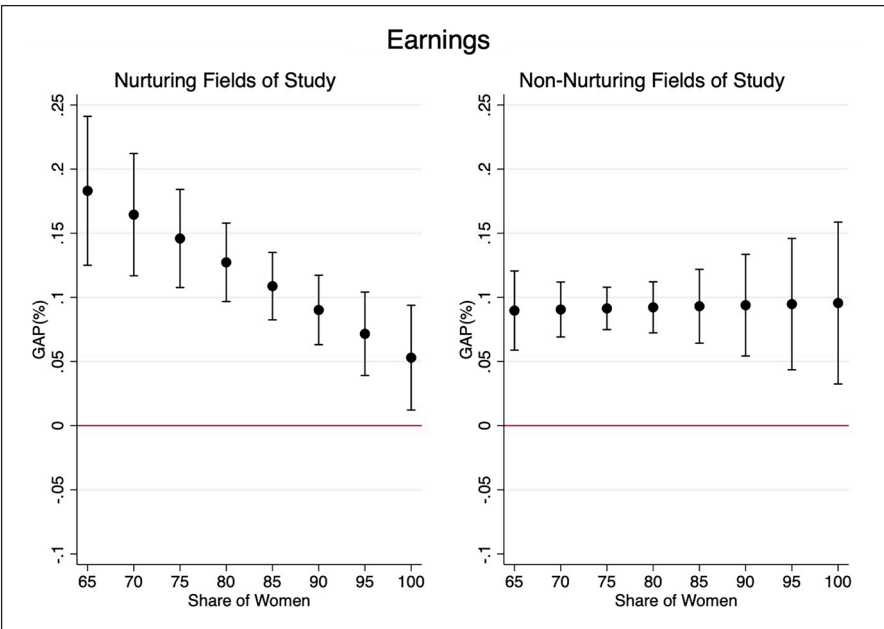 Earnings
Nurturing Fields of Study
.25
.2
.15
.1
.05
0
-.05
-.1
GAP(%)
65 70 75 80 85 90 95 100
Share of Women
Non-Nurturing Fields of Study
.25
.2
.15
.1
.05
0
-.05
-.1
GAP(%)
65 70 75 80 85 90 95 100
Share of Women